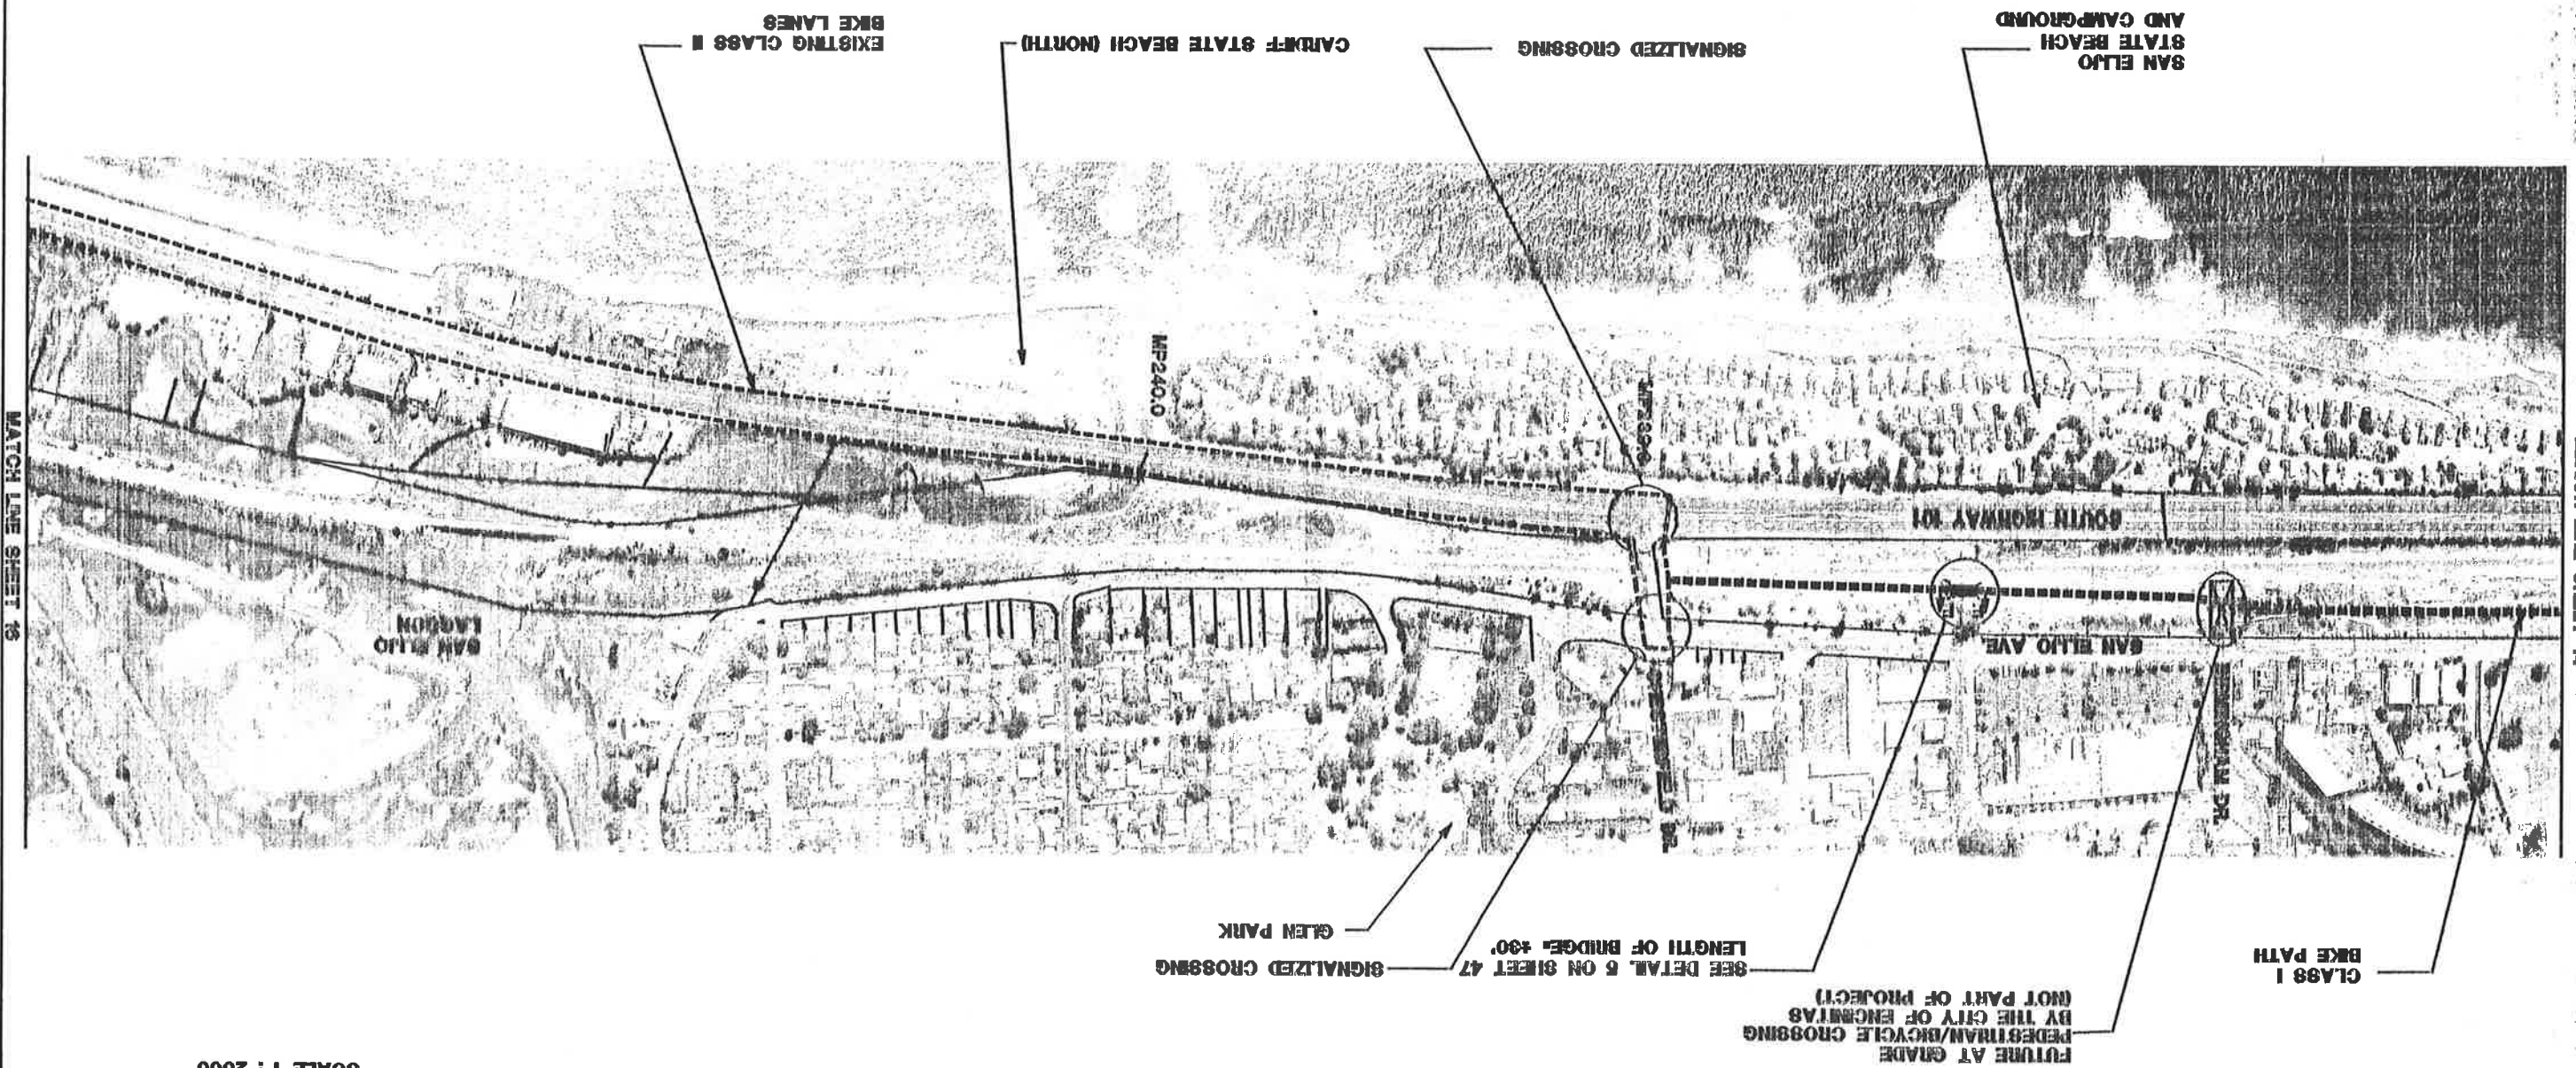 FUTURE AT GRADE
PEDESTRIAN/BICYCLE CROSSING
BY THE CITY OF ENCINITAS
(NOT PART OF PROJECT)
CLASS I
BIKE PATH
SEE DETAIL 5 ON SHEET 47
LENGTH OF BRIDGE= ±30'
SIGNALIZED CROSSING
GLEN PARK
SAN ELIJO AVE
SAN ELIJO
LAGOON
SOUTH HIGHWAY 101
MP240.0
MATCH LINE SHEET 16
SAN ELIJO
STATE BEACH
AND CAMPGROUND
SIGNALIZED CROSSING
CARDIFF STATE BEACH (NORTH)
EXISTING CLASS II
BIKE LANES